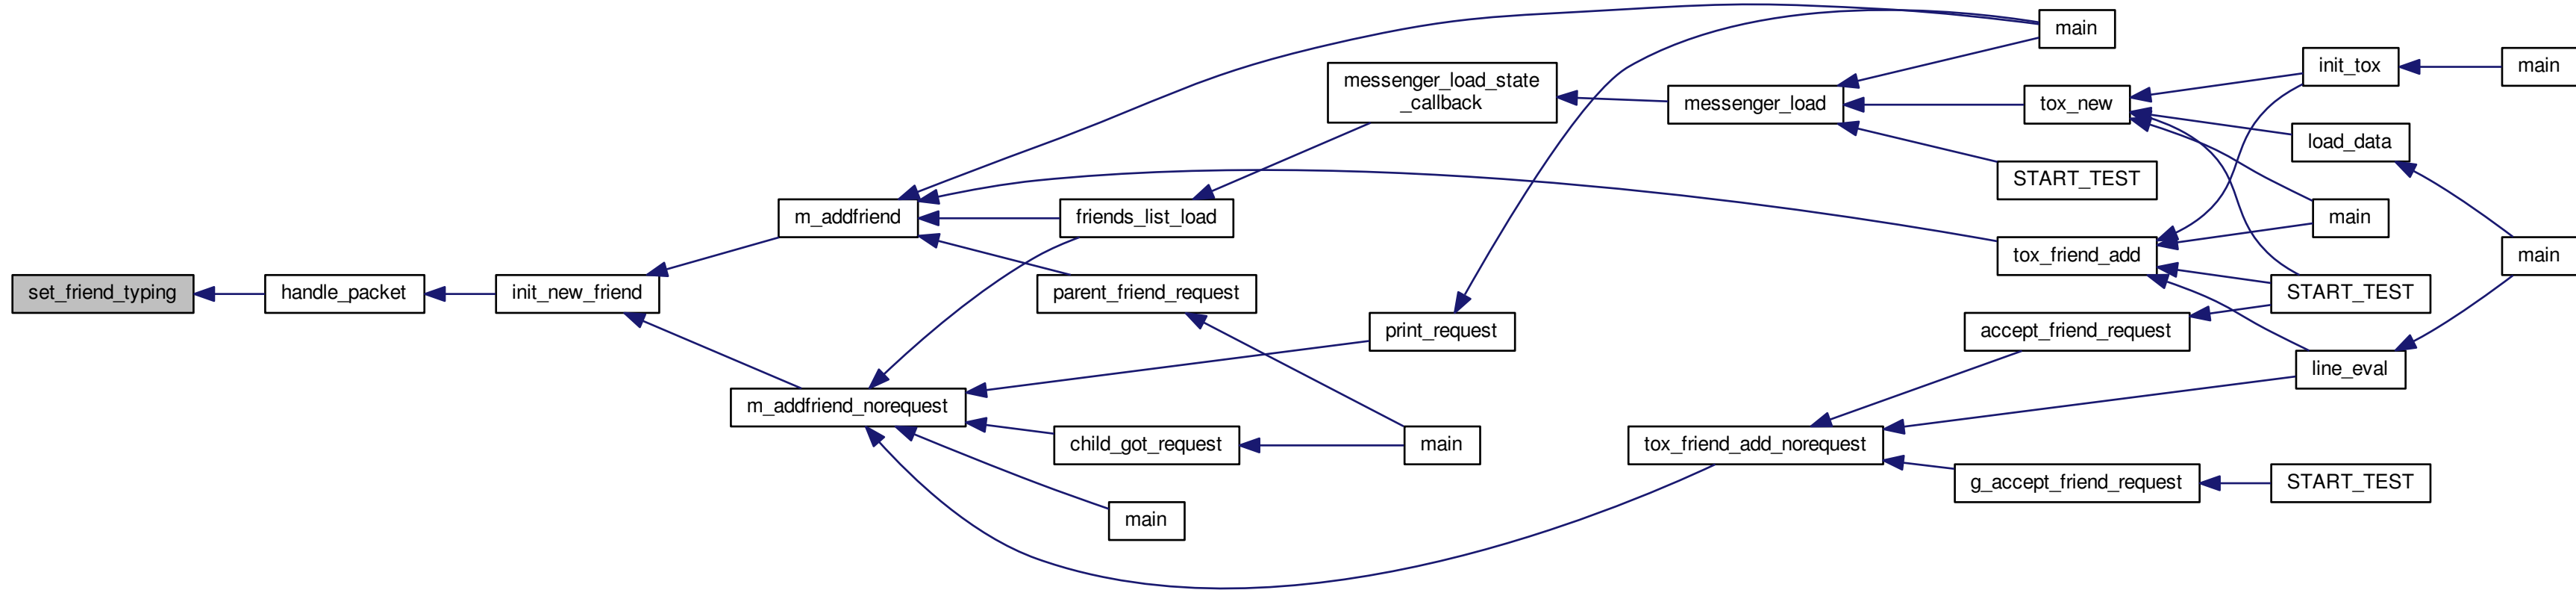 set_friend_typing
handle_packet
init_new_friend
m_addfriend
m_addfriend_norequest
friends_list_load
parent_friend_request
child_got_request
main
messenger_load_state
_callback
print_request
main
messenger_load
tox_friend_add_norequest
main
tox_new
START_TEST
tox_friend_add
accept_friend_request
g_accept_friend_request
init_tox
load_data
main
START_TEST
line_eval
START_TEST
main
main